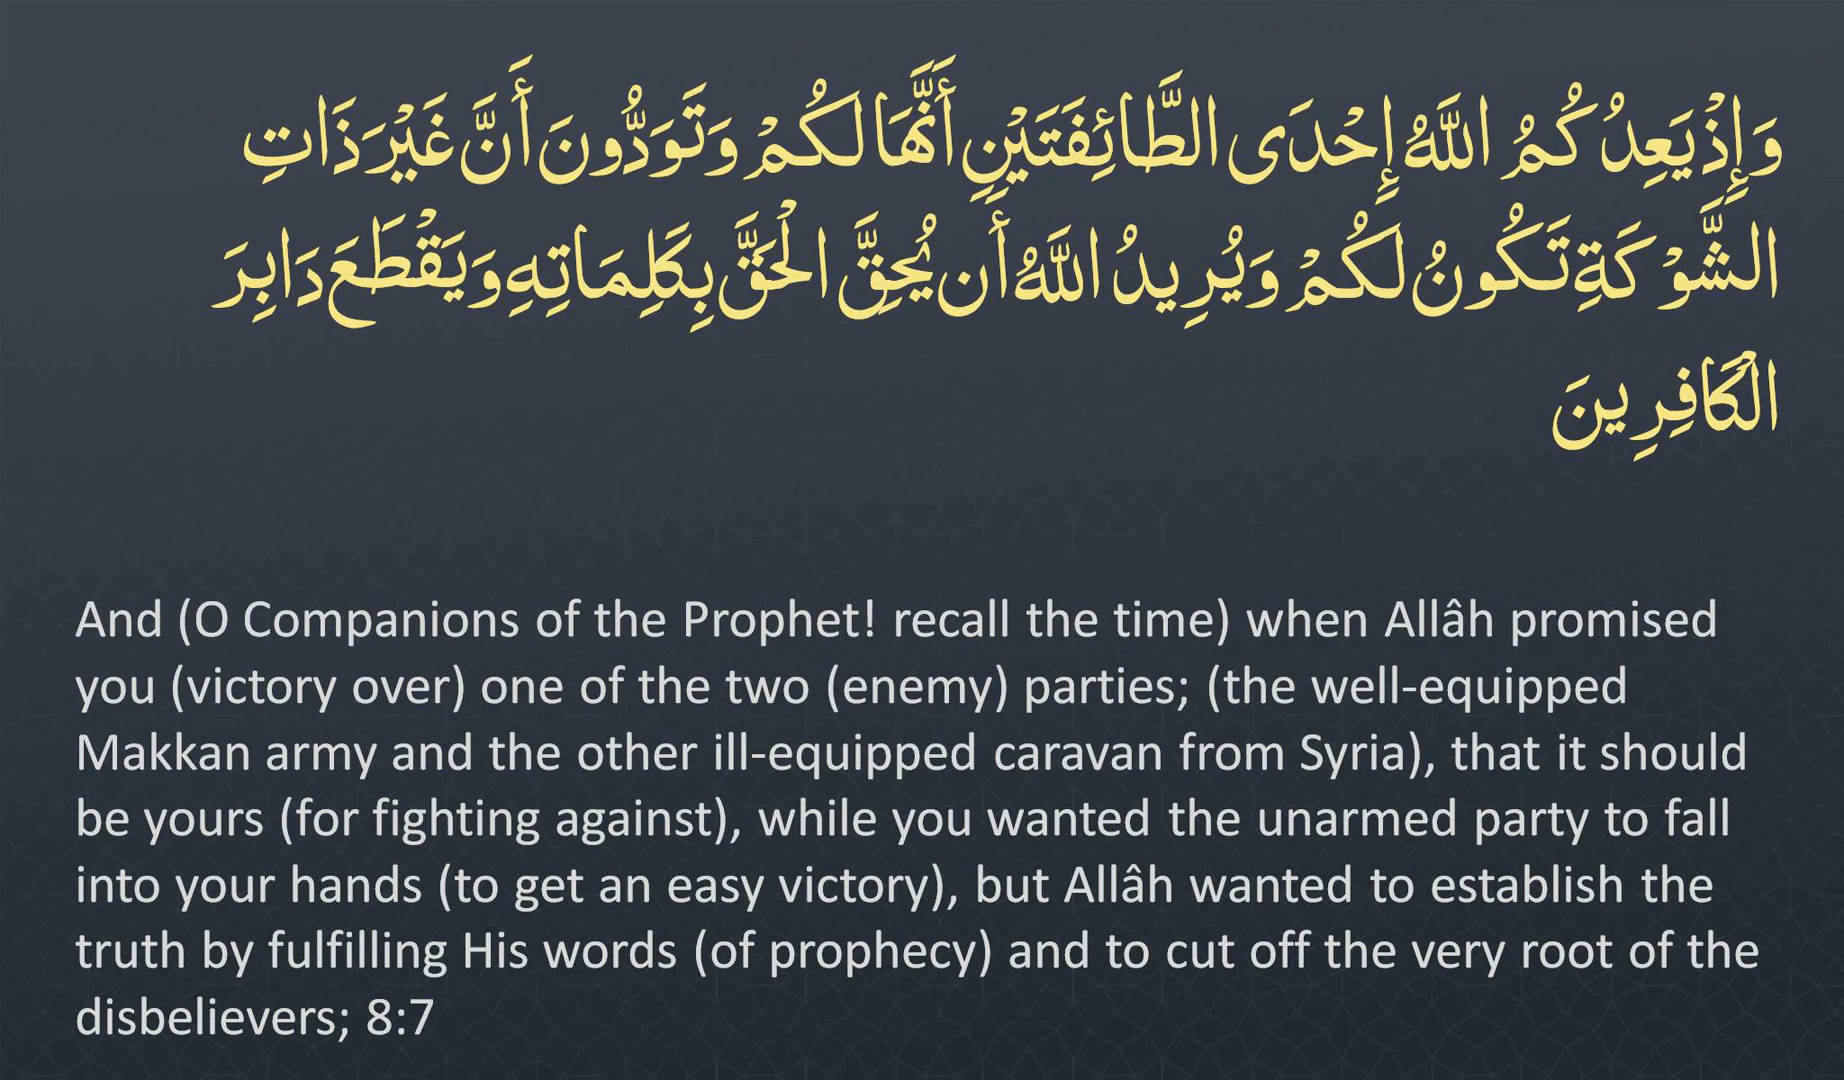 وَإِذْ يَعِدُكُمُ اللَّهُ إِحْدَى الطَّائِفَتَيْنِ أَنَّهَا لَكُمْ وَتَوَدُّونَ أَنَّ غَيْرَ ذَاتِ
الشَّوْكَةِ تَكُونُ لَكُمْ وَيُرِيدُ اللَّهُ أَن يُحِقَّ الْحَقَّ بِكَلِمَاتِهِ وَيَقْطَعَ دَابِرَ
الْكَافِرِينَ
And (O Companions of the Prophet! recall the time) when Allâh promised
you (victory over) one of the two (enemy) parties; (the well-equipped
Makkan army and the other ill-equipped caravan from Syria), that it should
be yours (for fighting against), while you wanted the unarmed party to fall
into your hands (to get an easy victory), but Allâh wanted to establish the
truth by fulfilling His words (of prophecy) and to cut off the very root of the
disbelievers; 8:7